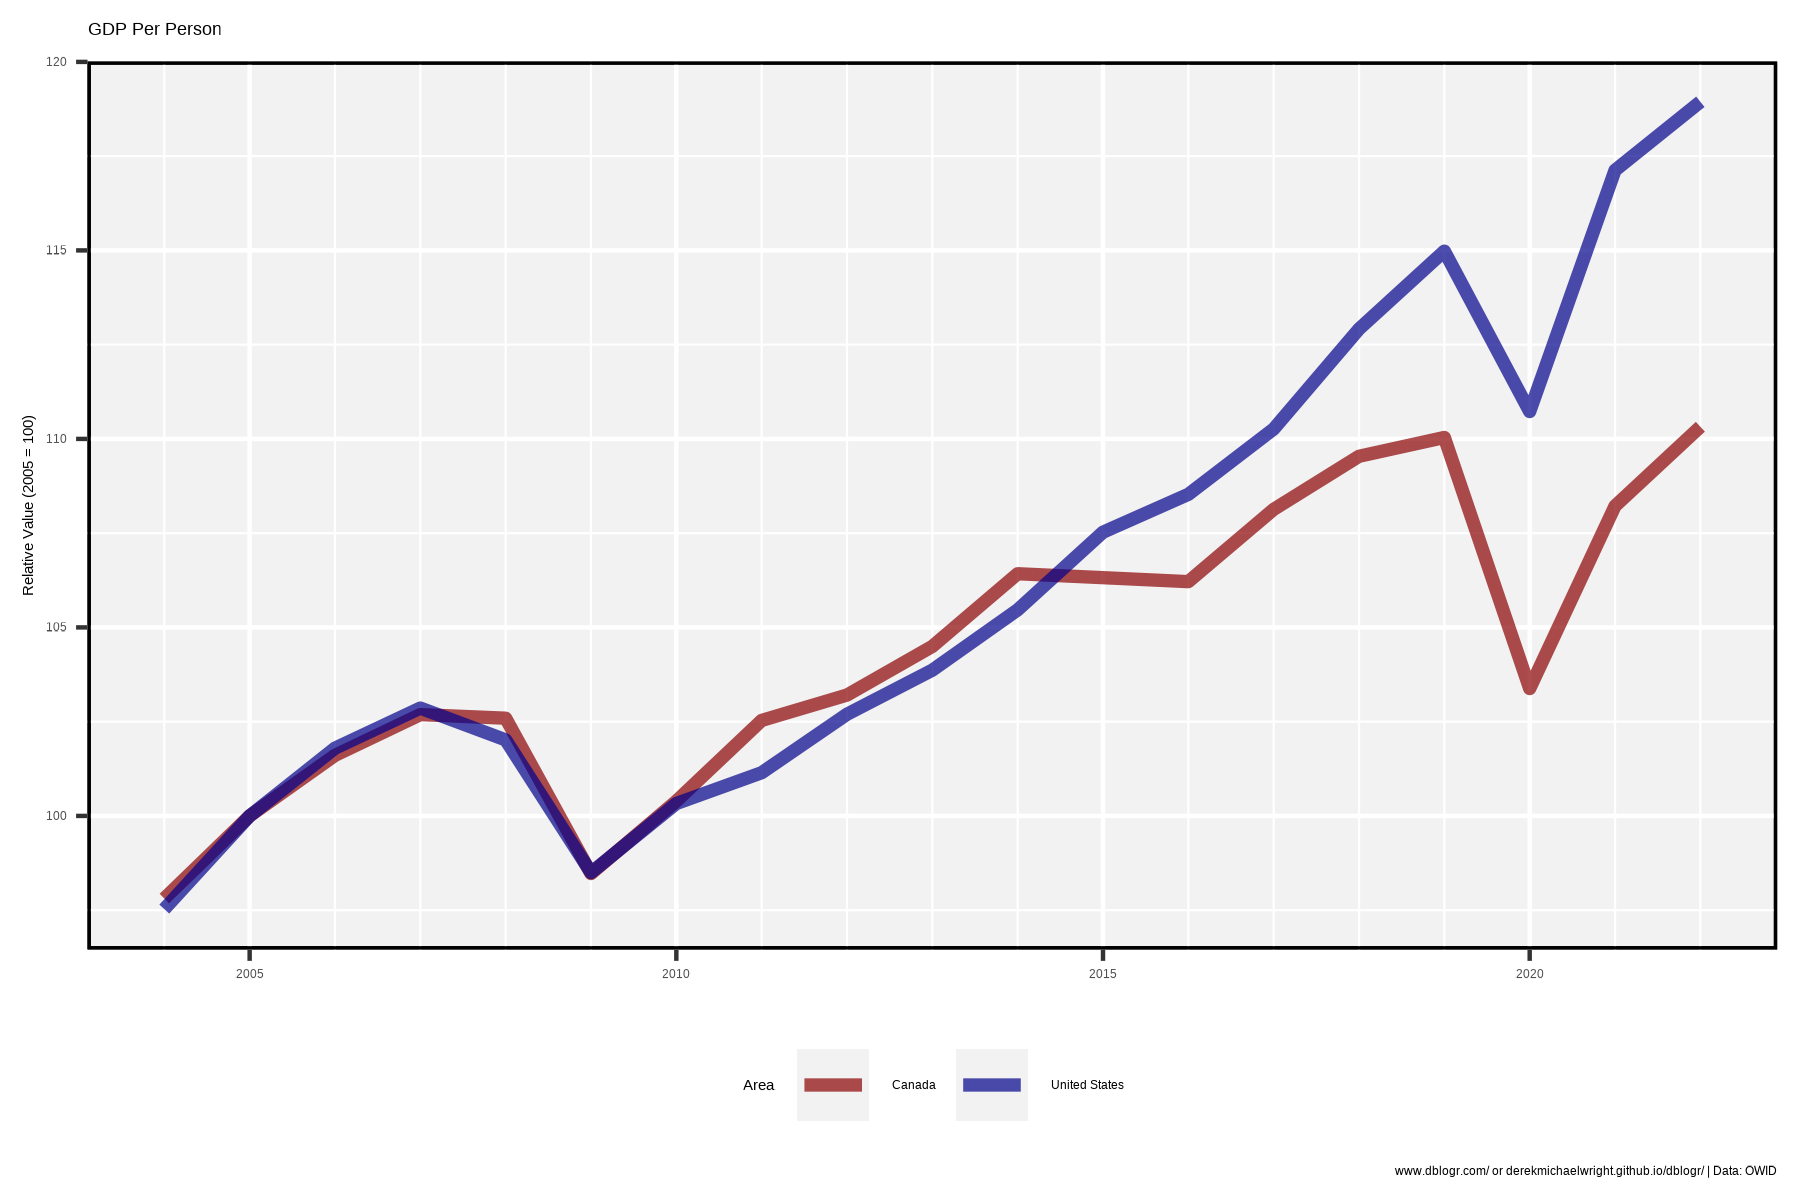 GDP Per Person
Relative Value (2005 = 100)
120
115
110
105
100
2005
2010
2015
2020
Area
Canada
United States
www.dblogr.com/ or derekmichaelwright.github.io/dblogr/ | Data: OWID